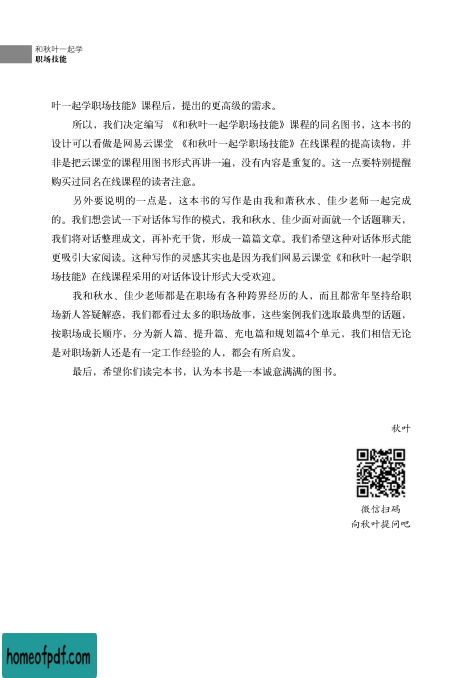 和秋叶一起学
职场技能
叶一起学职场技能》课程后，提出的更高级的需求。
所以，我们决定编写 《和秋叶一起学职场技能》课程的同名图书，这本书的
设计可以看做是网易云课堂 《和秋叶一起学职场技能》在线课程的提高读物，并
非是把云课堂的课程用图书形式再讲一遍，没有内容是重复的。这一点要特别提醒
购买过同名在线课程的读者注意。
另外要说明的一点是，这本书的写作是由我和萧秋水、佳少老师一起完成
的。我们想尝试一下对话体写作的模式，我和秋水、佳少面对面就一个话题聊天，
我们将对话整理成文，再补充干货，形成一篇篇文章。我们希望这种对话体形式能
更吸引大家阅读。这种写作的灵感其实也是因为我们网易云课堂《和秋叶一起学职
场技能》在线课程采用的对话体设计形式大受欢迎。
我和秋水、佳少老师都是在职场有各种跨界经历的人，而且都常年坚持给职
场新人答疑解惑，我们都看过太多的职场故事，这些案例我们选取最典型的话题，
按职场成长顺序，分为新人篇、提升篇、充电篇和规划篇4个单元，我们相信无论
是对职场新人还是有一定工作经验的人，都会有所启发。
最后，希望你们读完本书，认为本书是一本诚意满满的图书。
秋叶
微信扫码
向秋叶提问吧
homeofpdf.com